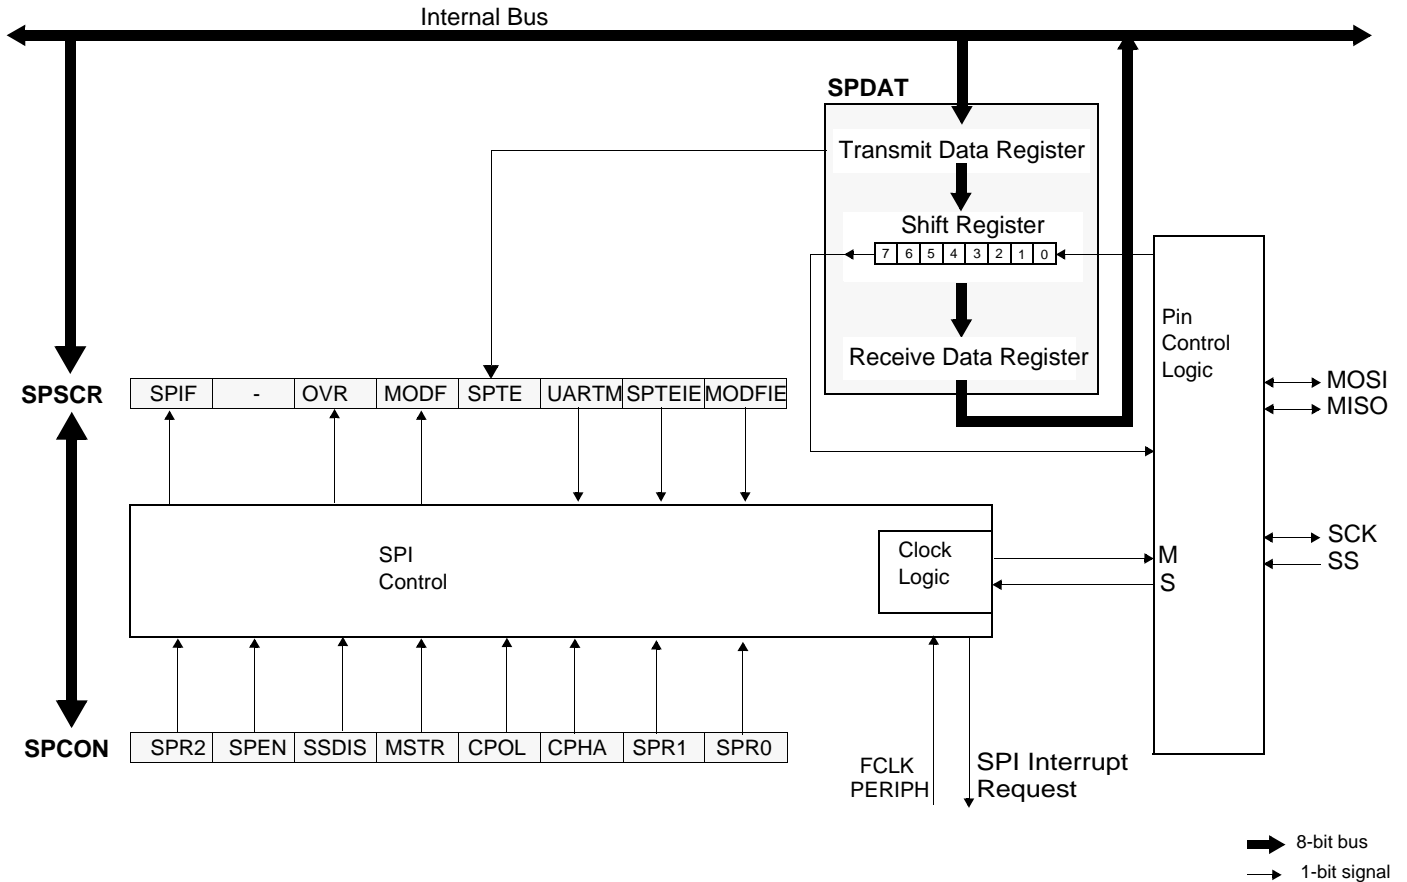 Internal Bus
SPDAT
Transmit Data Register
Shift Register
7 6 5 4 3 2 1 0
Receive Data Register
Pin
Control
Logic
MOSI
MISO
SCK
SS
M
S
SPSCR
SPIF - OVR MODF SPTE UARTM SPTEIE MODFIE
SPI
Control
Clock
Logic
SPCON
SPR2 SPEN SSDIS MSTR CPOL CPHA SPR1 SPR0
FCLK
PERIPH
SPI Interrupt
Request
8-bit bus
1-bit signal